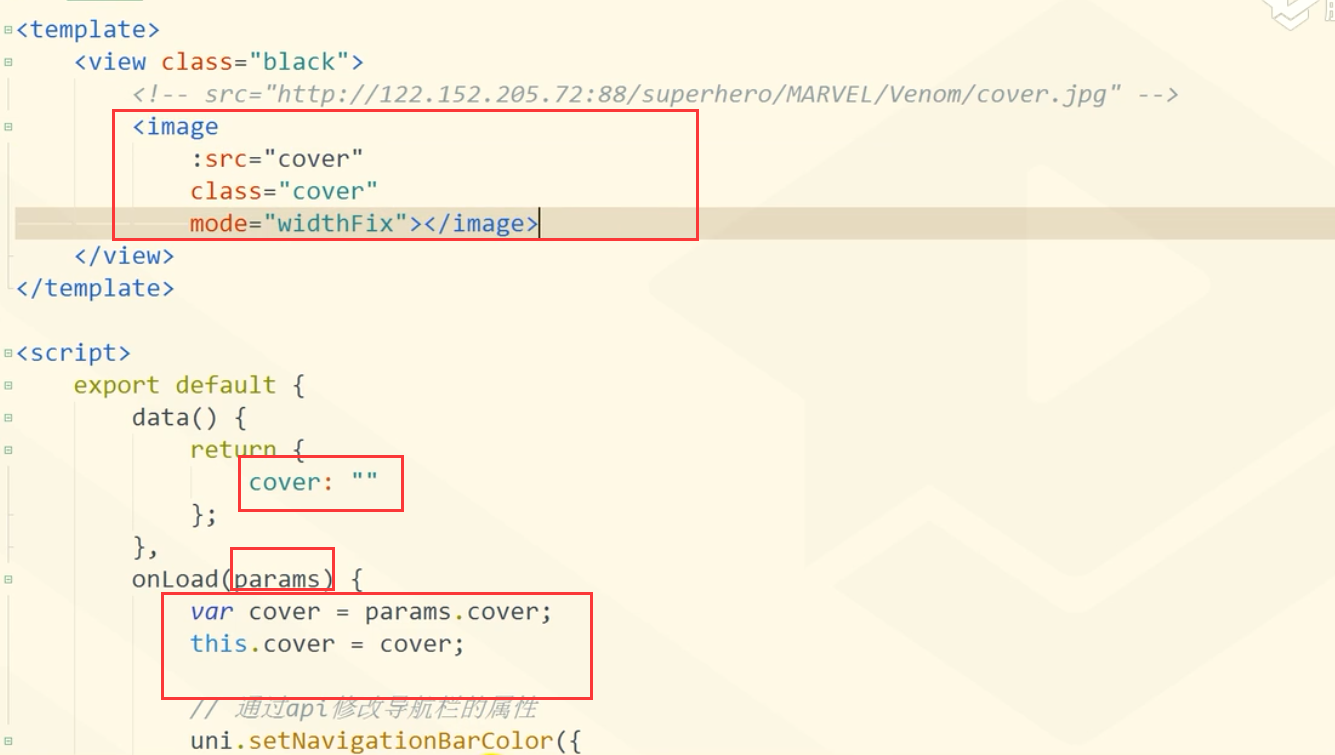 <template>
<view class="black">
<!-- src="http://122.152.205.72:88/superhero/MARVEL/Venom/cover.jpg" -->
<image
:src="cover"
class="cover"
mode="widthFix"></image>
</view>
</template>
<script>
export default {
data() {
return {
cover: ""
};
},
onLoad(params) {
var cover = params.cover;
this.cover = cover;
// 通过api修改导航栏的属性
uni.setNavigationBarColor({